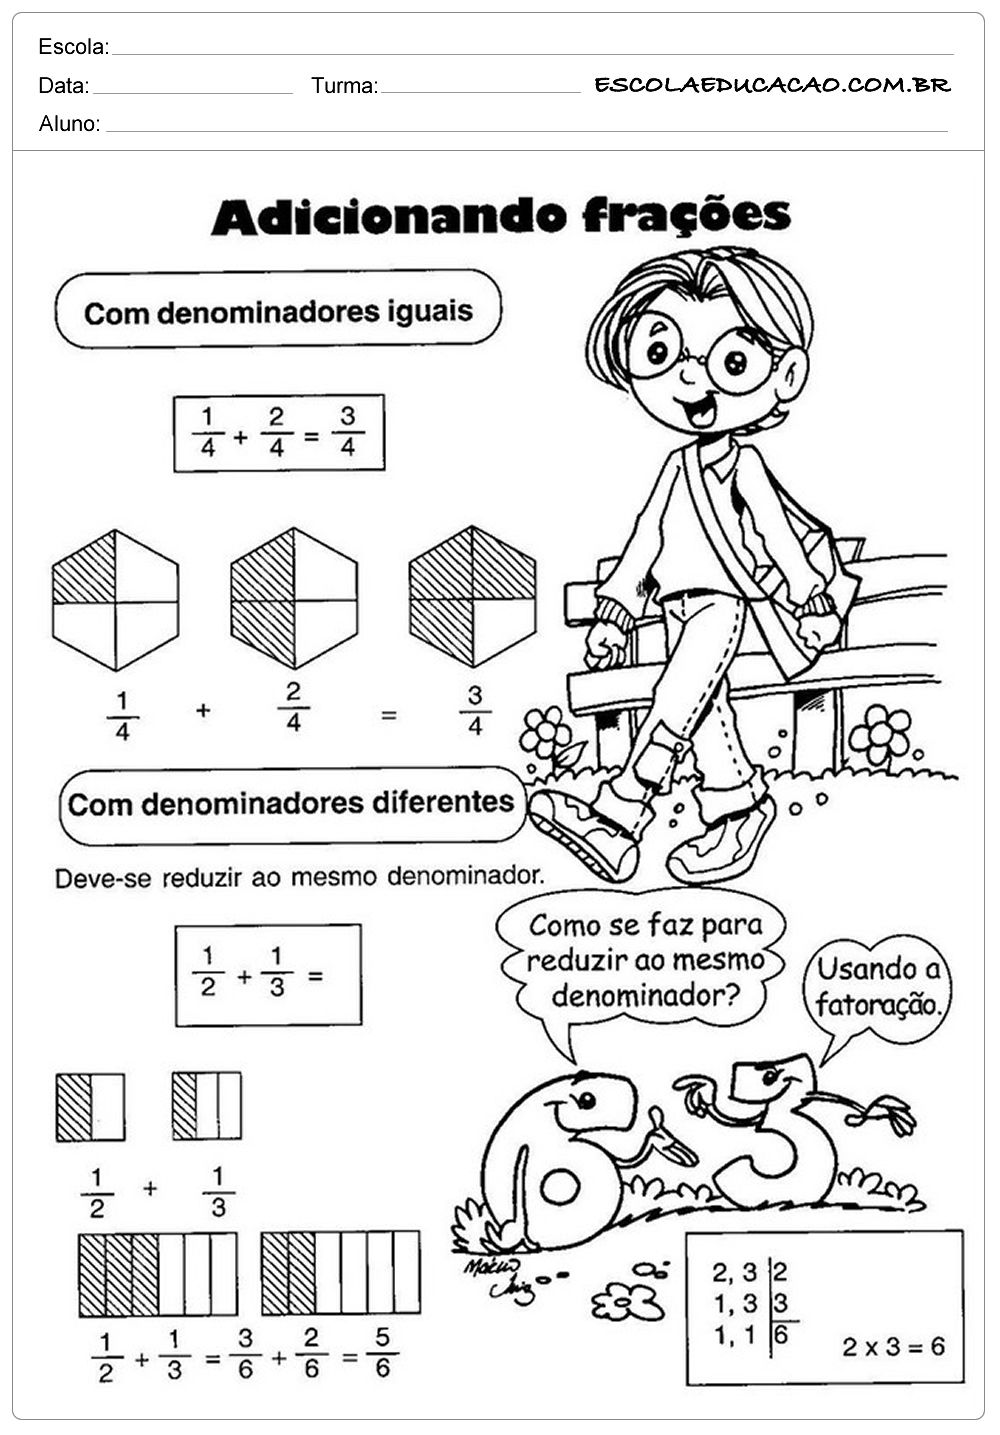 Escola:
Data: Turma: ESCOLAEDUCACAO.COM.BR
Aluno:
Adicionando frações
Com denominadores iguais
1/4 + 2/4 = 3/4
1/4 + 2/4 = 3/4
Com denominadores diferentes
Deve-se reduzir ao mesmo denominador.
1/2 + 1/3 =
Como se faz para
reduzir ao mesmo
denominador?
Usando a
fatoração.
1/2 + 1/3
6 5
1/2 + 1/3 = 3/6 + 2/6 = 5/6
2, 3 | 2
1, 3 | 3
1, 1 | 6
2 x 3 = 6